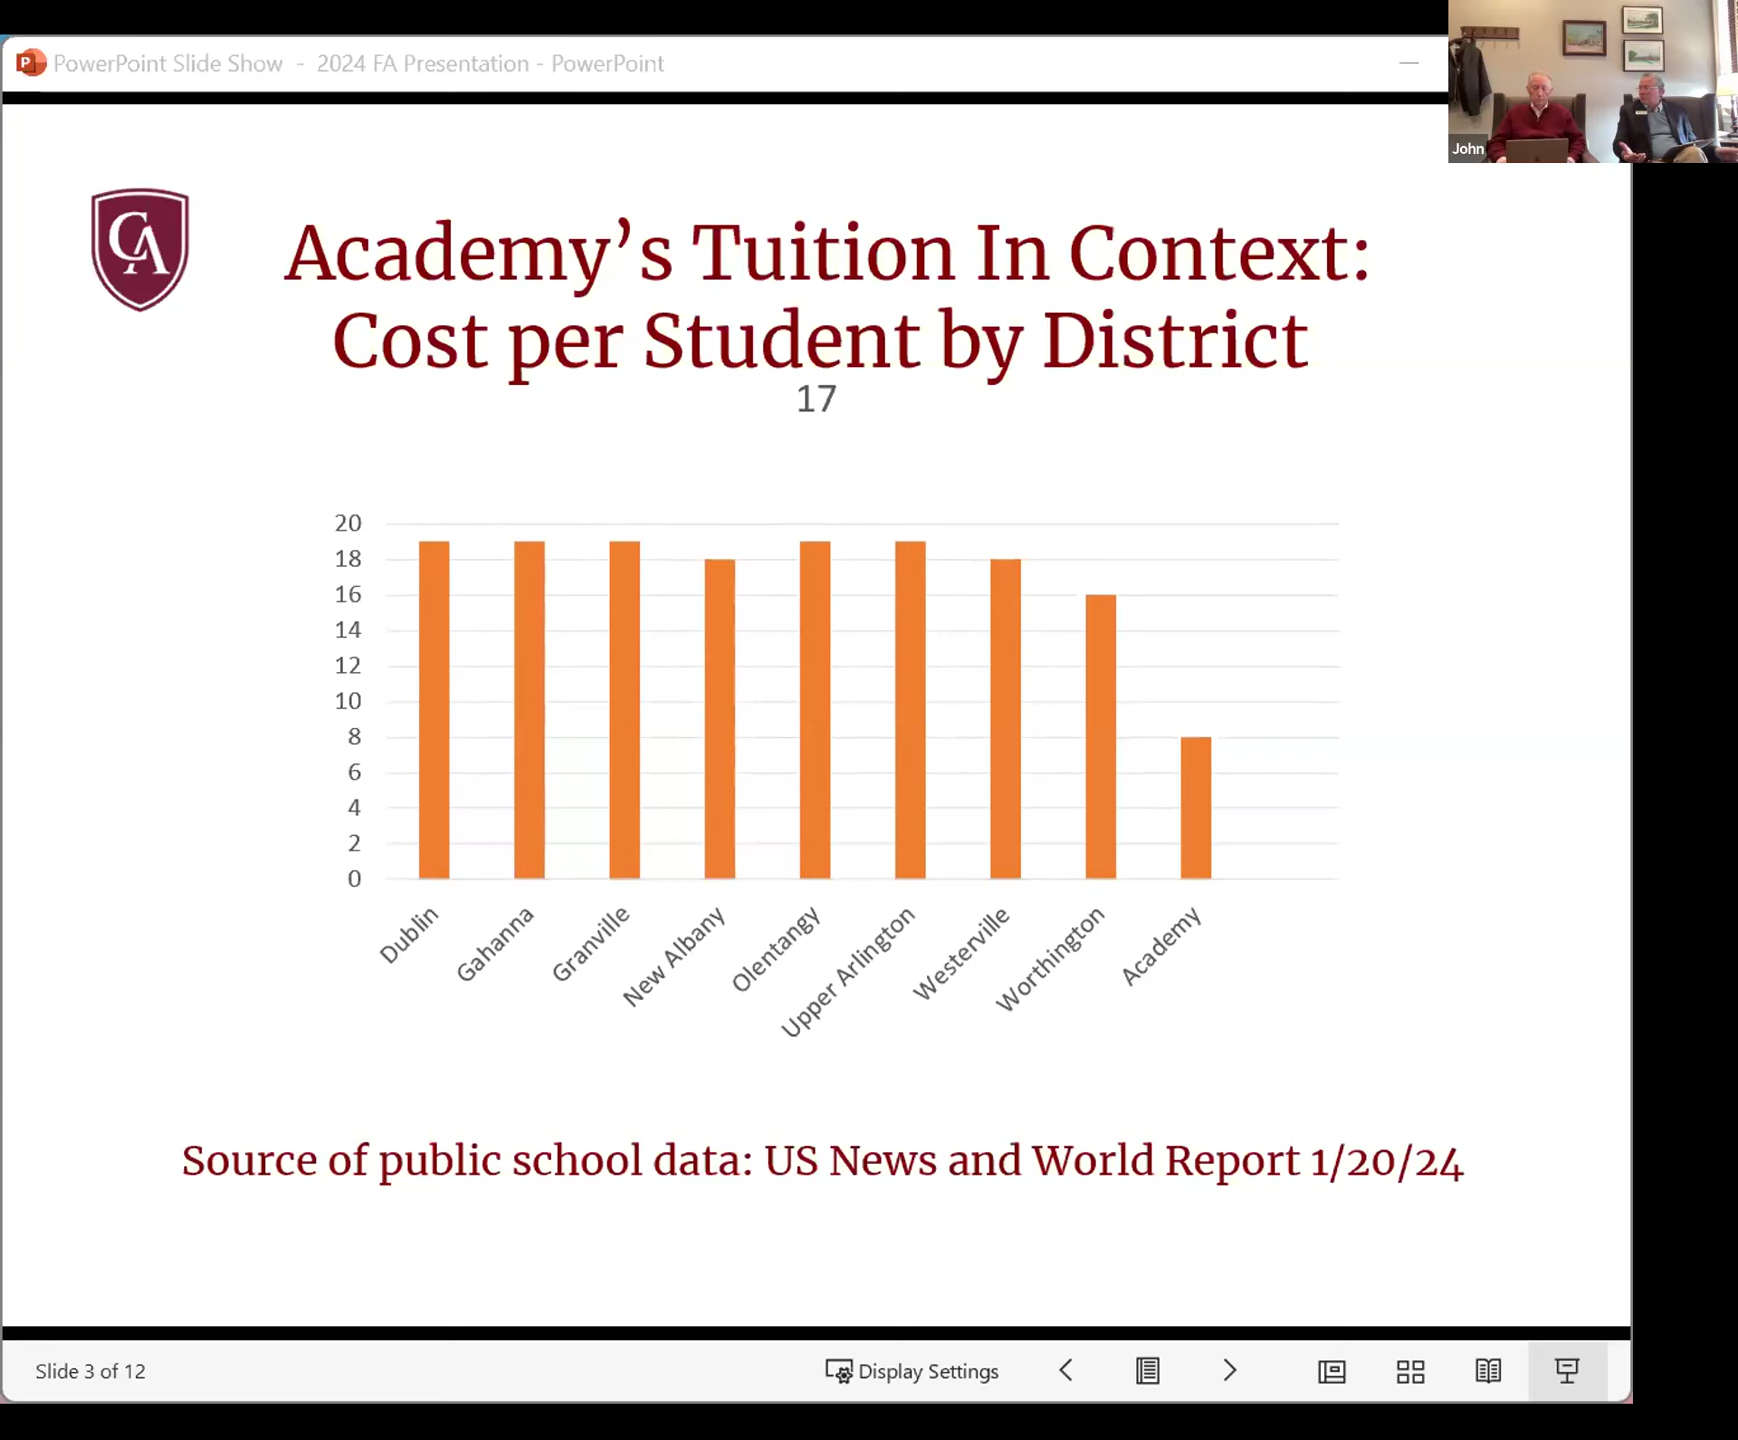 PowerPoint Slide Show - 2024 FA Presentation - PowerPoint
John
CA
Academy’s Tuition In Context:
Cost per Student by District
17
20
18
16
14
12
10
8
6
4
2
0
Dublin
Gahanna
Granville
New Albany
Olentangy
Upper Arlington
Westerville
Worthington
Academy
Source of public school data: US News and World Report 1/20/24
Slide 3 of 12
Display Settings